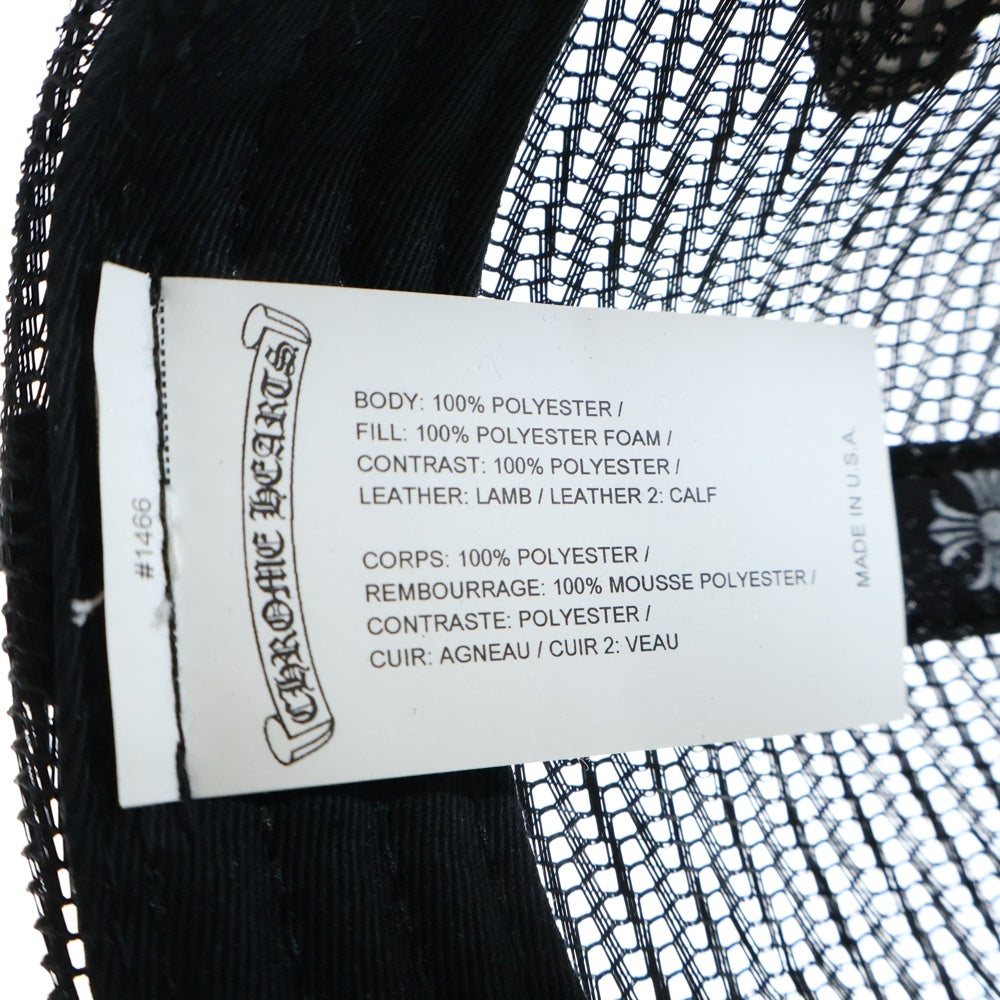 CHROME HEARTS
BODY: 100% POLYESTER /
FILL: 100% POLYESTER FOAM /
CONTRAST: 100% POLYESTER /
LEATHER: LAMB / LEATHER 2: CALF
CORPS: 100% POLYESTER /
REMBOURRAGE: 100% MOUSSE POLYESTER /
CONTRASTE: POLYESTER /
CUIR: AGNEAU / CUIR 2: VEAU
MADE IN U.S.A.
#1466